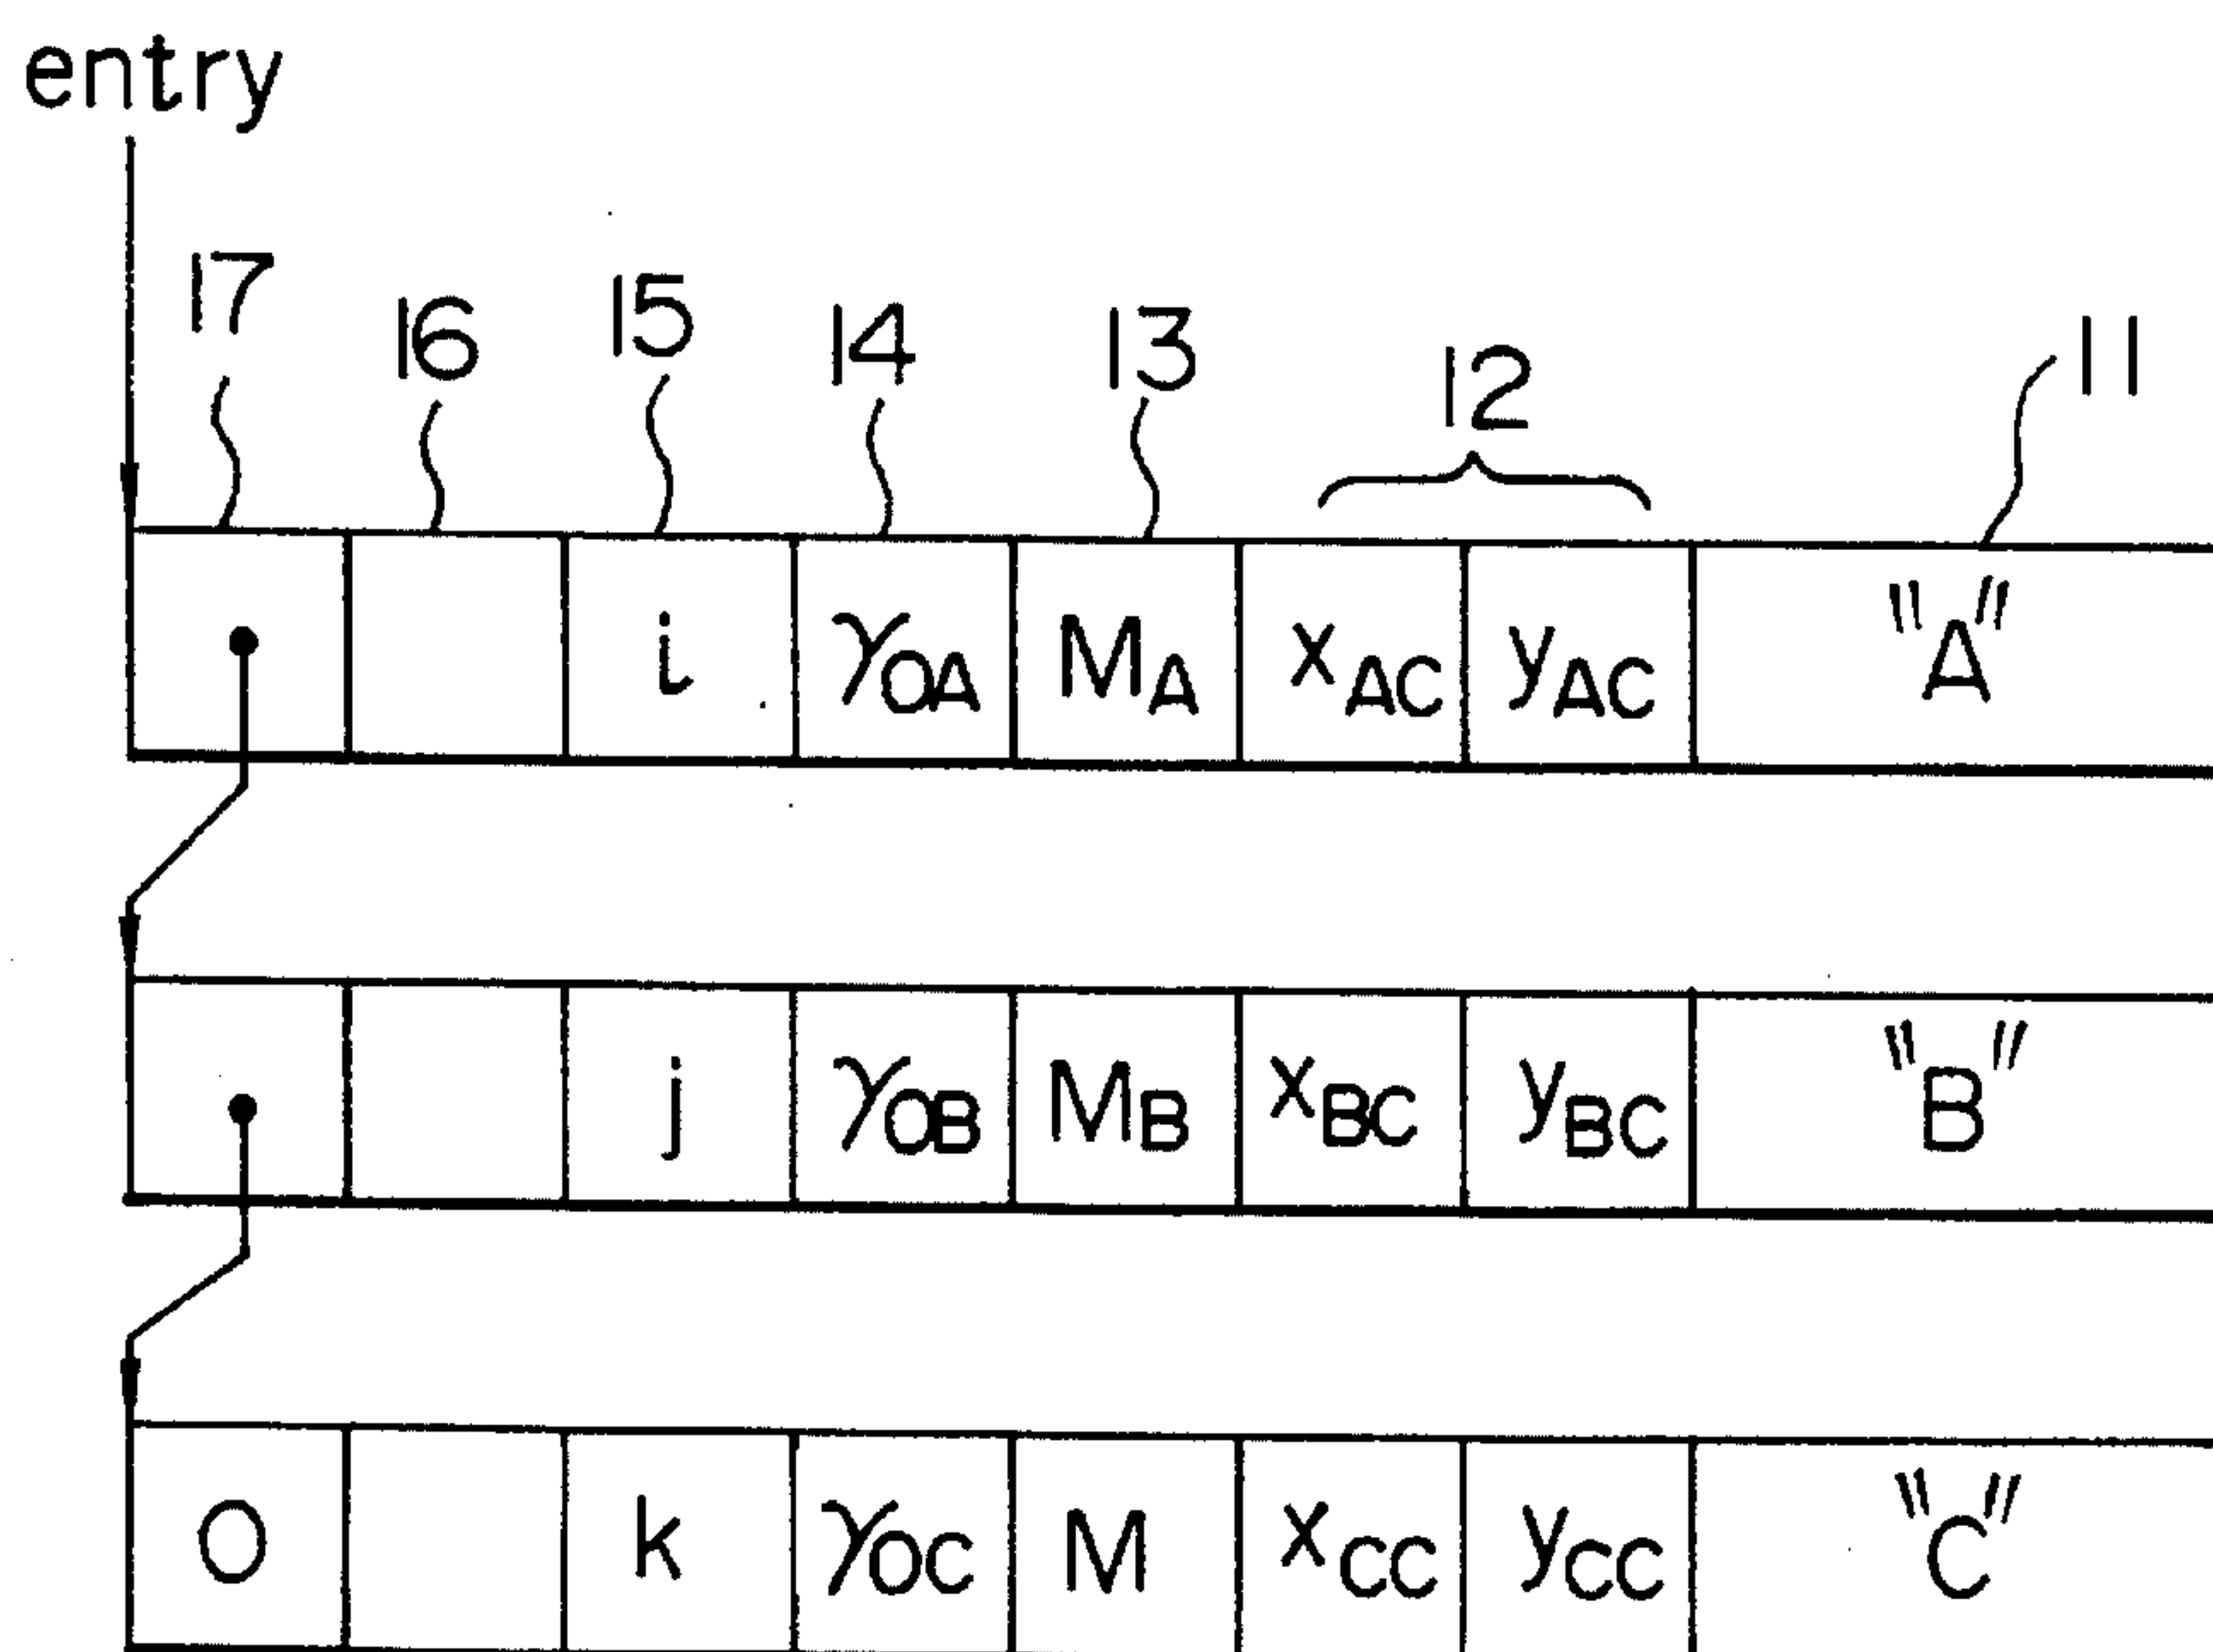 entry
17 16 15 14 13 12 11
i γOA MA xAC yAC "A"
j γOB MB xBC yBC "B"
O k γOC M xCC yCC "C"